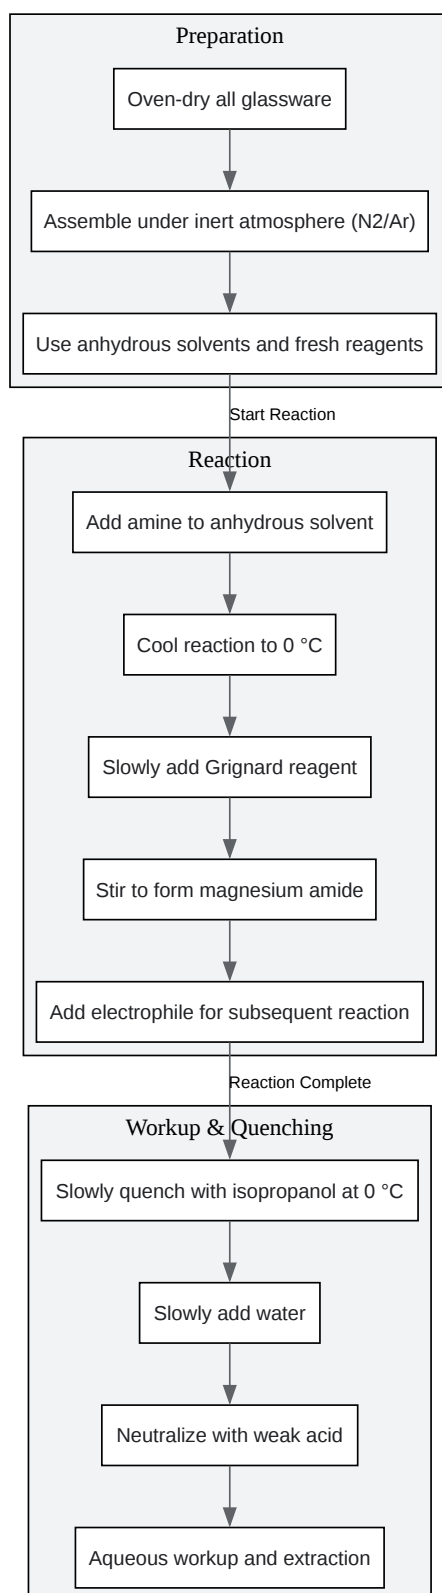 Preparation
Oven-dry all glassware
Assemble under inert atmosphere (N2/Ar)
Use anhydrous solvents and fresh reagents
Start Reaction
Reaction
Add amine to anhydrous solvent
Cool reaction to 0 °C
Slowly add Grignard reagent
Stir to form magnesium amide
Add electrophile for subsequent reaction
Reaction Complete
Workup & Quenching
Slowly quench with isopropanol at 0 °C
Slowly add water
Neutralize with weak acid
Aqueous workup and extraction